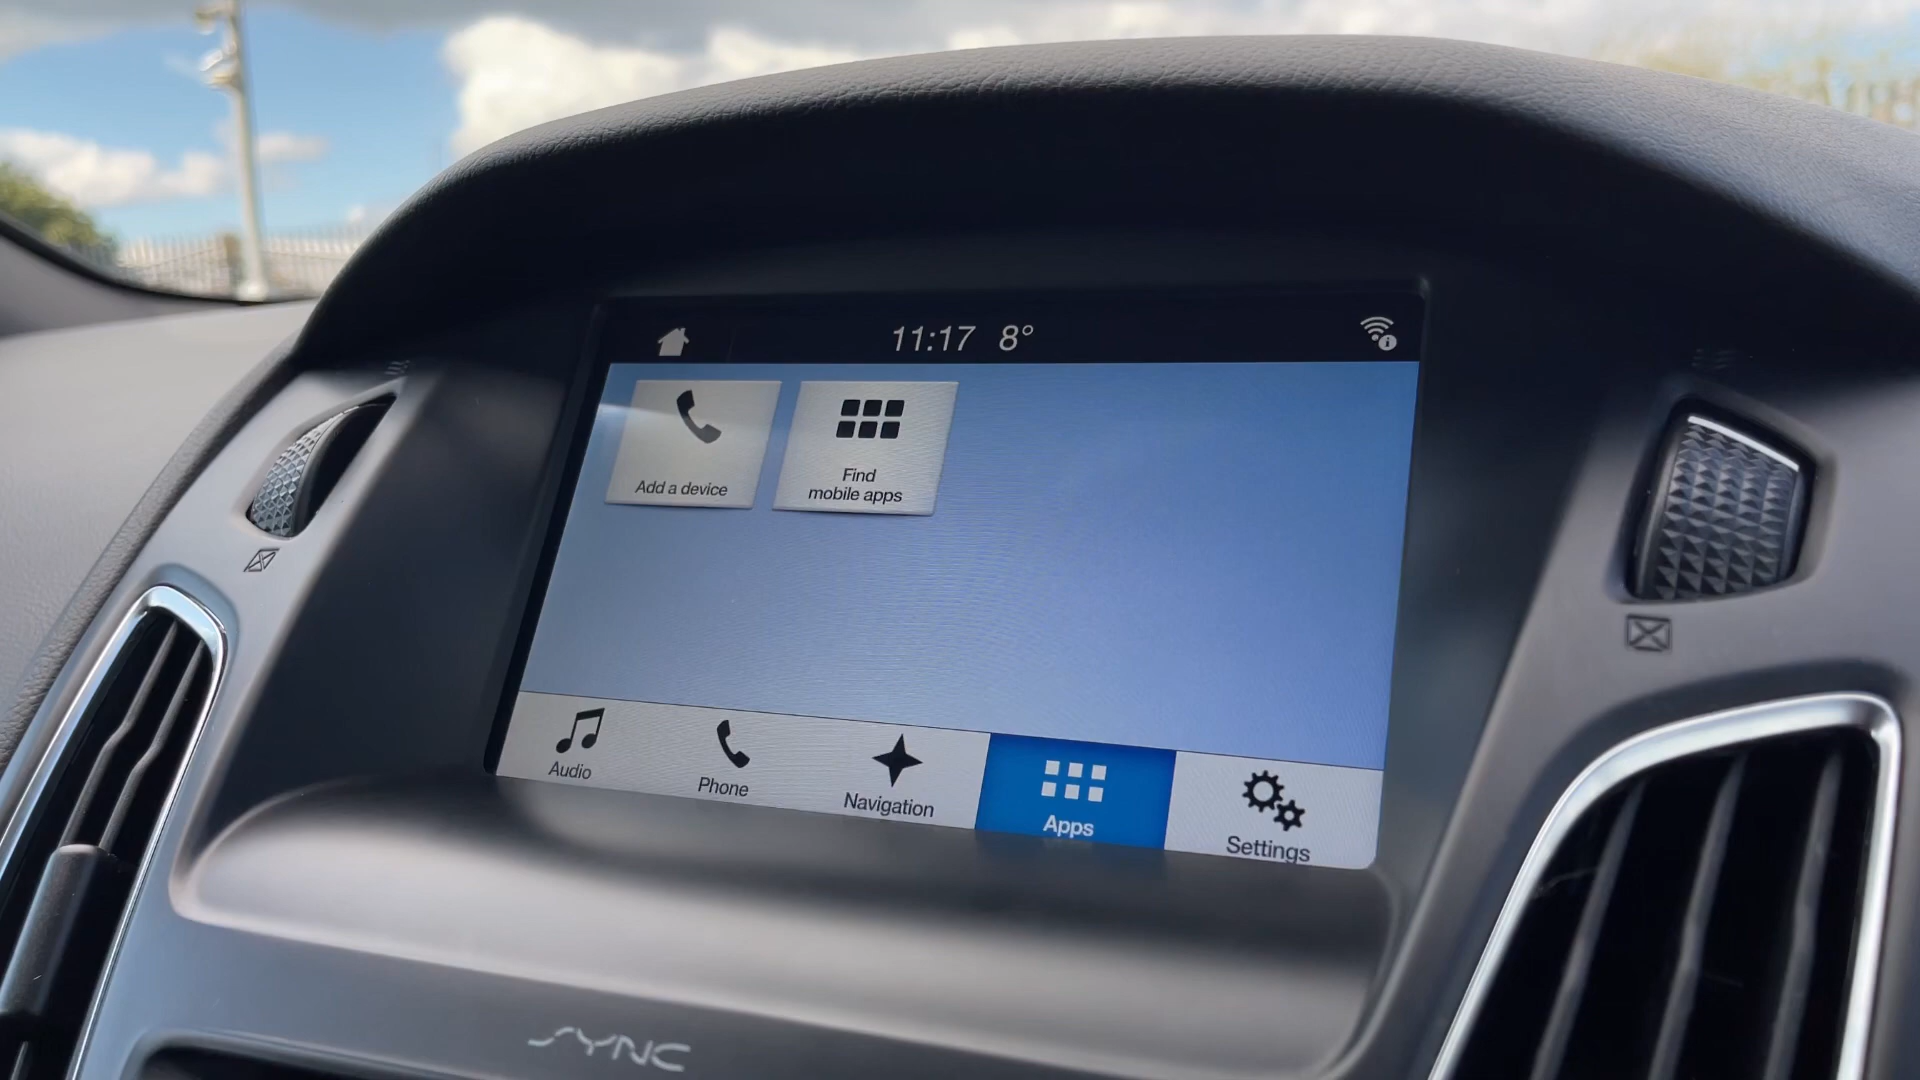 11:17 8°
Add a device
Find
mobile apps
Audio
Phone
Navigation
Apps
Settings
SYNC